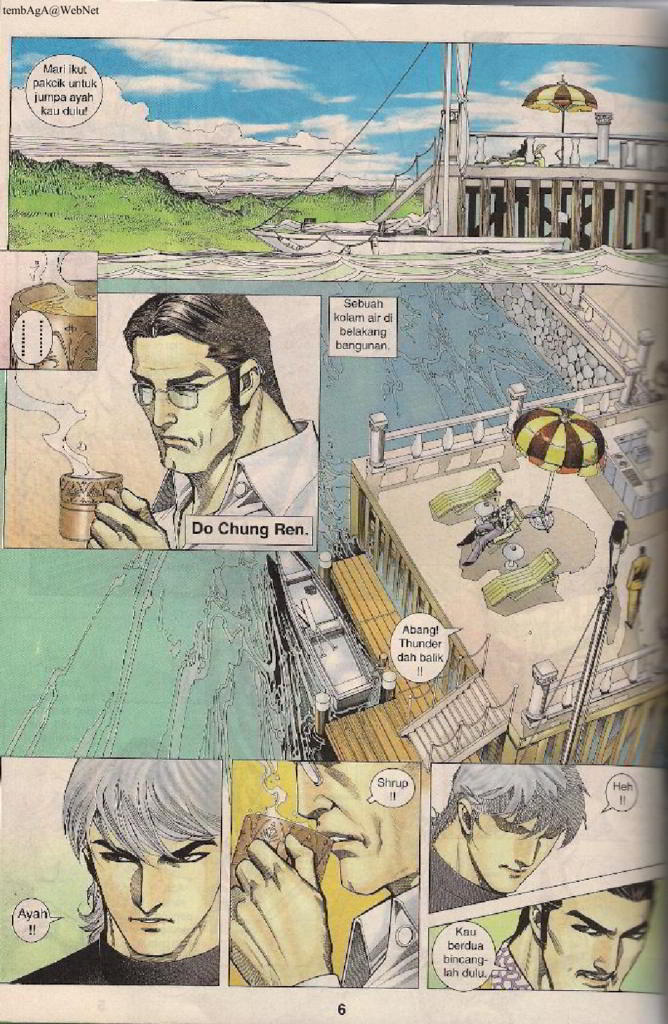 tembAgA@WebNet
Mari ikut
pakcik untuk
jumpa ayah
kau dulu!
Sebuah
kolam air di
belakang
bangunan.
Do Chung Ren.
Abang!
Thunder
dah balik
!!
Ayah
!!
Shrup
!!
Heh
!!
Kau
berdua
bincang-
lah dulu.
6